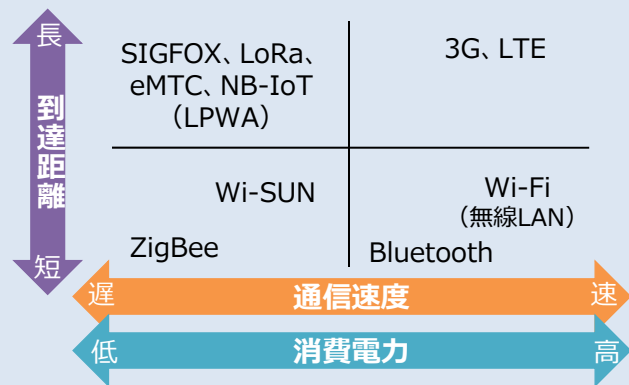 長
到達距離
短
SIGFOX、LoRa、
eMTC、NB-IoT
（LPWA）
3G、LTE
Wi-SUN
ZigBee
Wi-Fi
（無線LAN）
Bluetooth
遅 通信速度 速
低 消費電力 高